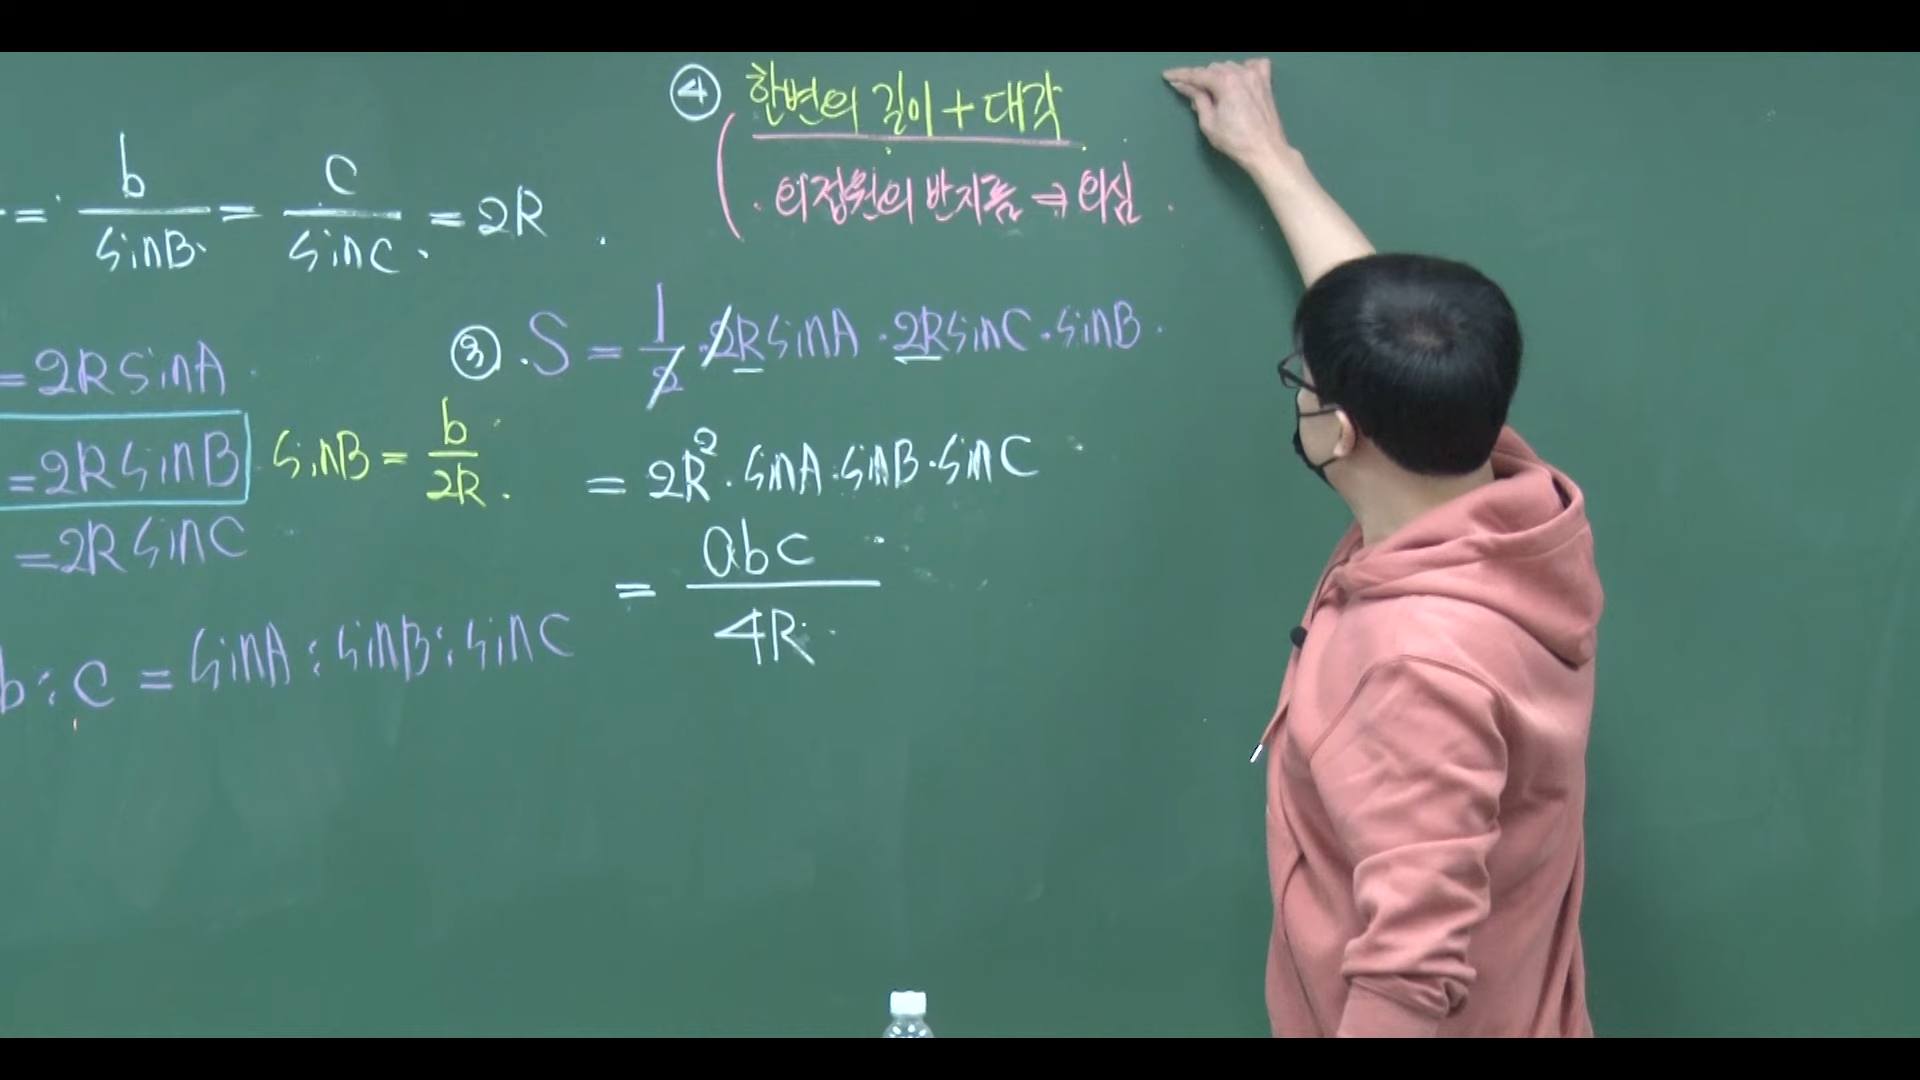 = b/sinB = c/sinC = 2R
= 2R sinA
= 2R sinB
sinB = b/2R
= 2R sinC
b : c = sinA : sinB : sinC
④ 한변의 길이 + 대각
외접원의 반지름 ⇒ 의심
③ S = 1/2 · 2R sinA · 2R sinC · sinB
= 2R² · sinA · sinB · sinC
= abc/4R